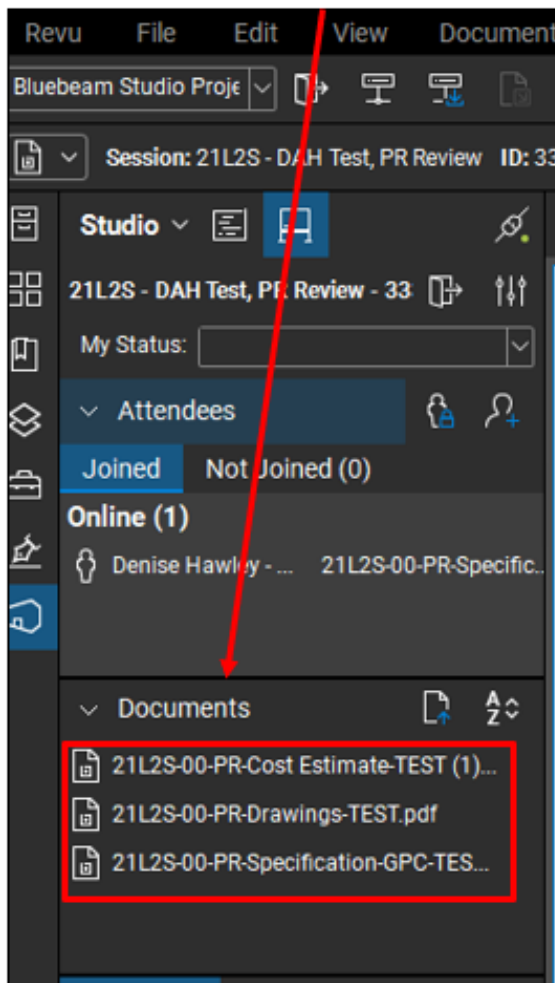 Revu File Edit View Document
Bluebeam Studio Proje
Session: 21L2S - DAH Test, PR Review ID: 33
Studio
21L2S - DAH Test, PR Review - 33
My Status:
Attendees
Joined Not Joined (0)
Online (1)
Denise Hawley - ... 21L2S-00-PR-Specific...
Documents
A
Z
21L2S-00-PR-Cost Estimate-TEST (1)...
21L2S-00-PR-Drawings-TEST.pdf
21L2S-00-PR-Specification-GPC-TES...